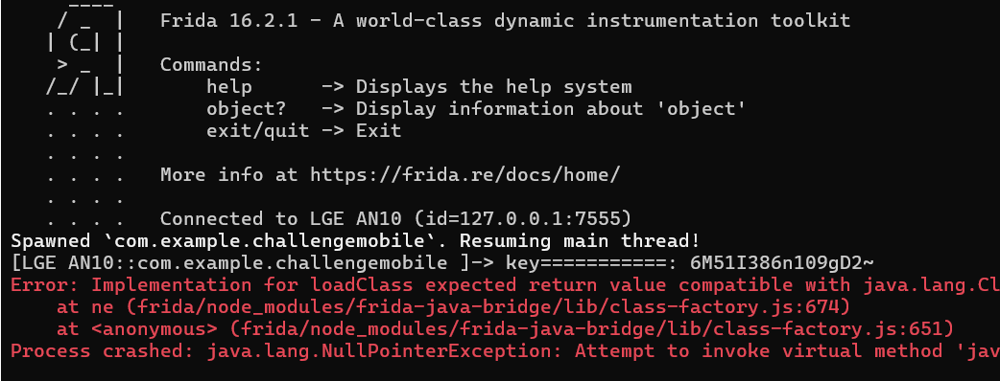 ____
    / _  |   Frida 16.2.1 - A world-class dynamic instrumentation toolkit
   | (_| |
    > _  |   Commands:
   /_/ |_|       help      -> Displays the help system
   . . . .       object?   -> Display information about 'object'
   . . . .       exit/quit -> Exit
   . . . .
   . . . .   More info at https://frida.re/docs/home/
   . . . .
   . . . .   Connected to LGE AN10 (id=127.0.0.1:7555)
Spawned `com.example.challengemobile`. Resuming main thread!
[LGE AN10::com.example.challengemobile ]-> key===========: 6M51I386n109gD2~
Error: Implementation for loadClass expected return value compatible with java.lang.Cl
    at ne (frida/node_modules/frida-java-bridge/lib/class-factory.js:674)
    at <anonymous> (frida/node_modules/frida-java-bridge/lib/class-factory.js:651)
Process crashed: java.lang.NullPointerException: Attempt to invoke virtual method 'jav